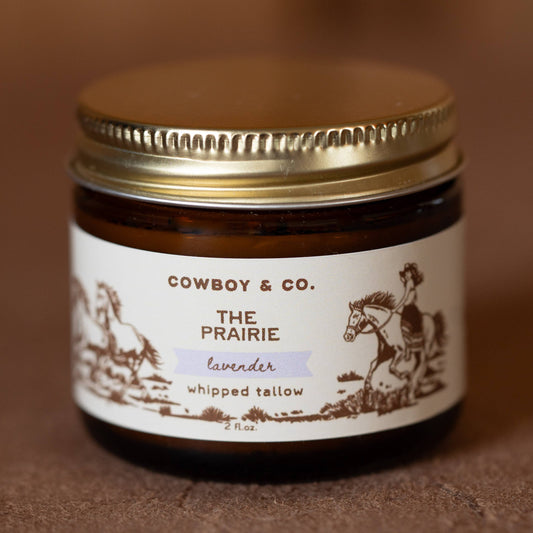 COWBOY & CO.
THE
PRAIRIE
lavender
whipped tallow
2 fl.oz.